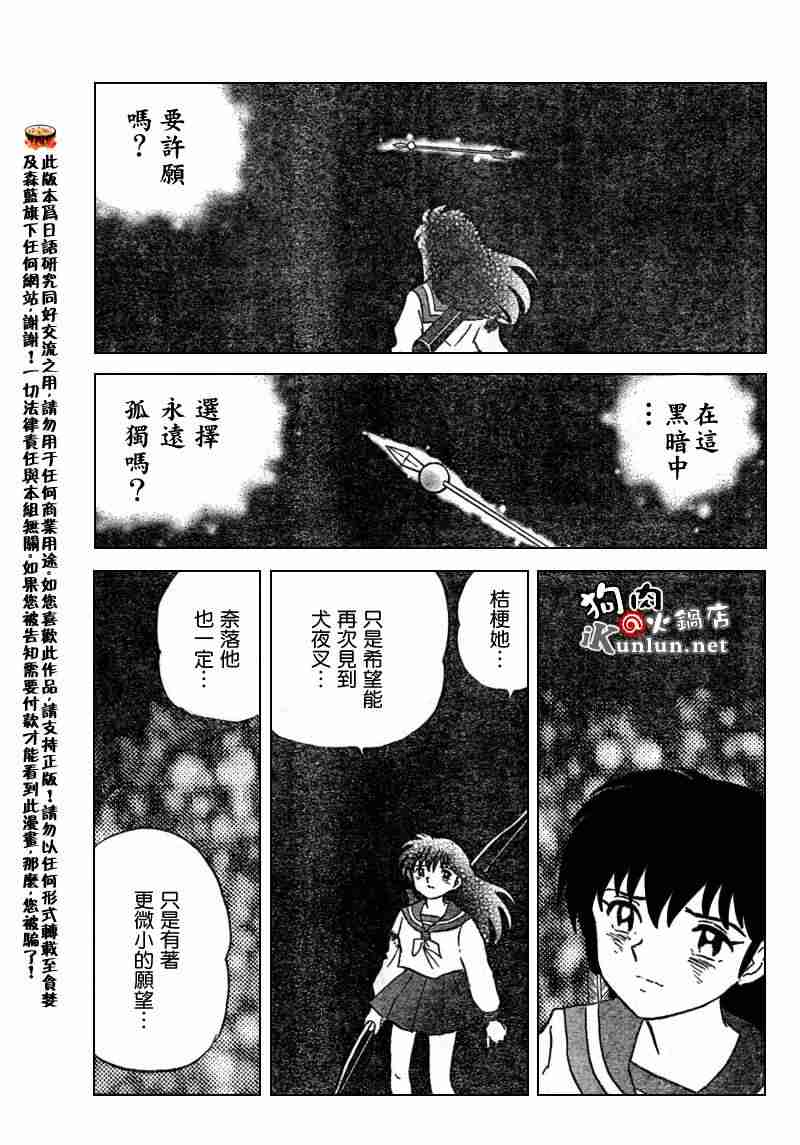 要許願
嗎？
在這
黑暗中
…
選擇
永遠
孤獨嗎？
狗肉
火鍋店
iKunlun.net
桔梗她…
只是希望能
再次見到
犬夜叉…
奈落他
也一定…
只是有著
更微小的願望…
此版本爲日語研究同好交流之用，請勿用于任何商業用途。如您喜歡此作品，請支持正版！請勿以任何形式轉載至貪婪
及森藍旗下任何網站，謝謝！一切法律責任與本組無關。如果您被告知需要付款才能看到此漫畫，那麽，您被騙了！